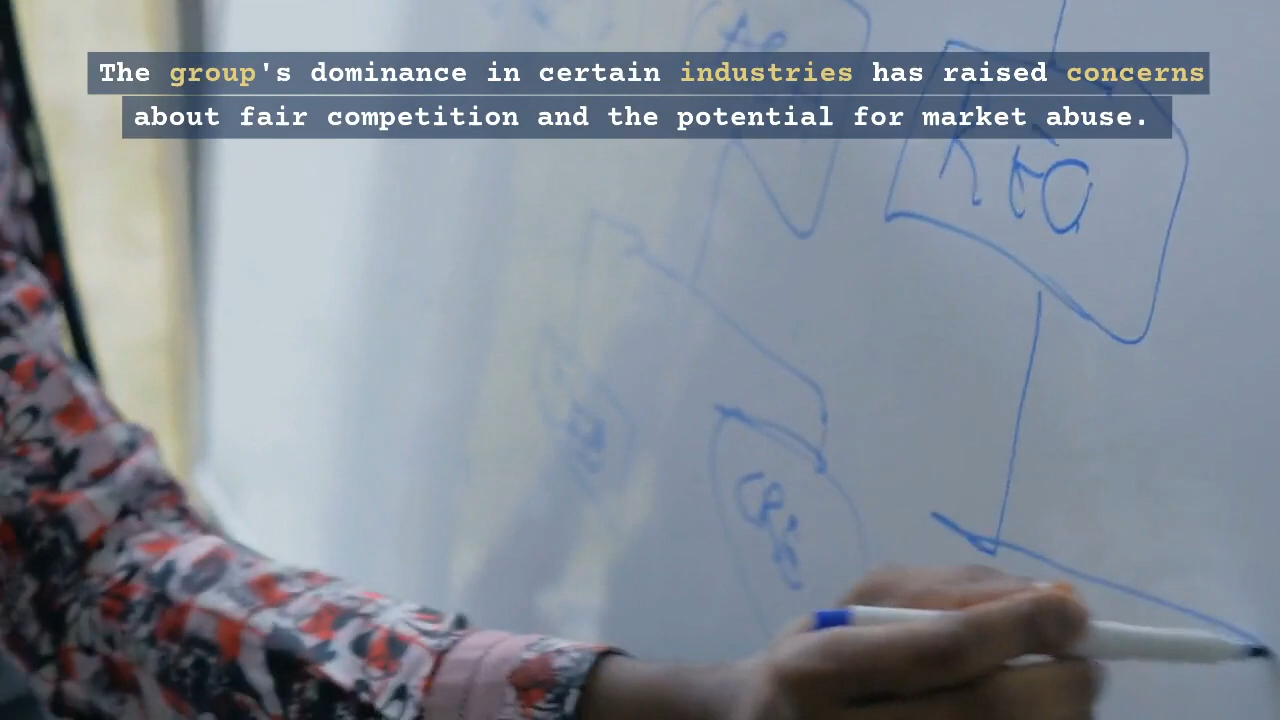 The group's dominance in certain industries has raised concerns
about fair competition and the potential for market abuse.